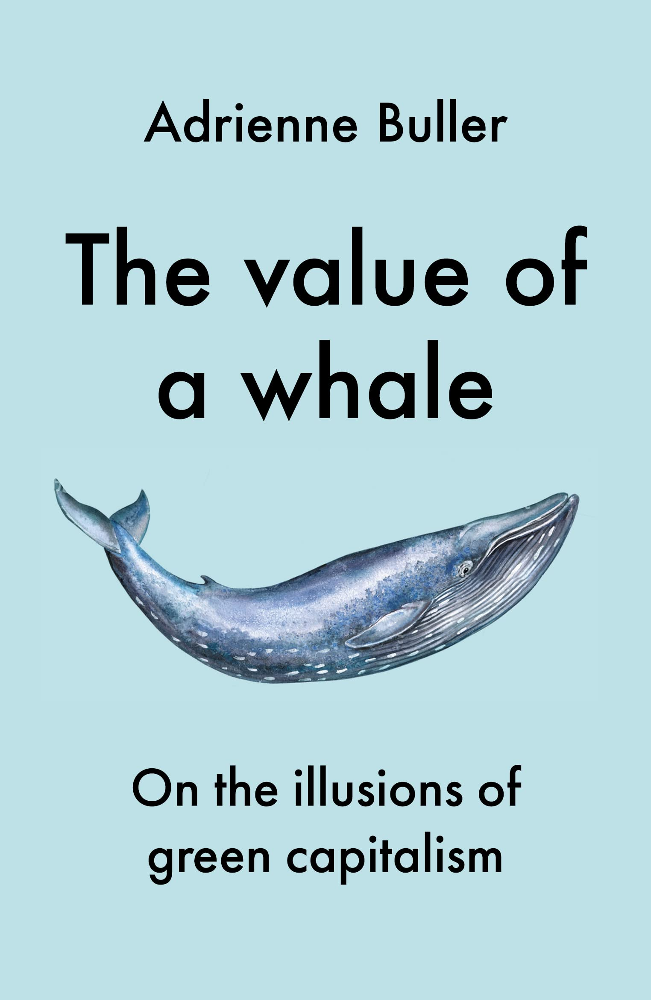 Adrienne Buller
The value of
a whale
On the illusions of
green capitalism